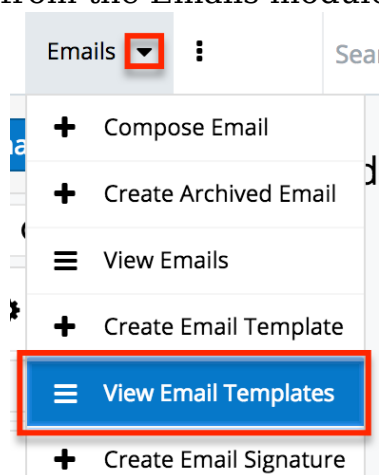 from the Emails module
Emails
Sear
Compose Email
Create Archived Email
View Emails
Create Email Template
View Email Templates
Create Email Signature